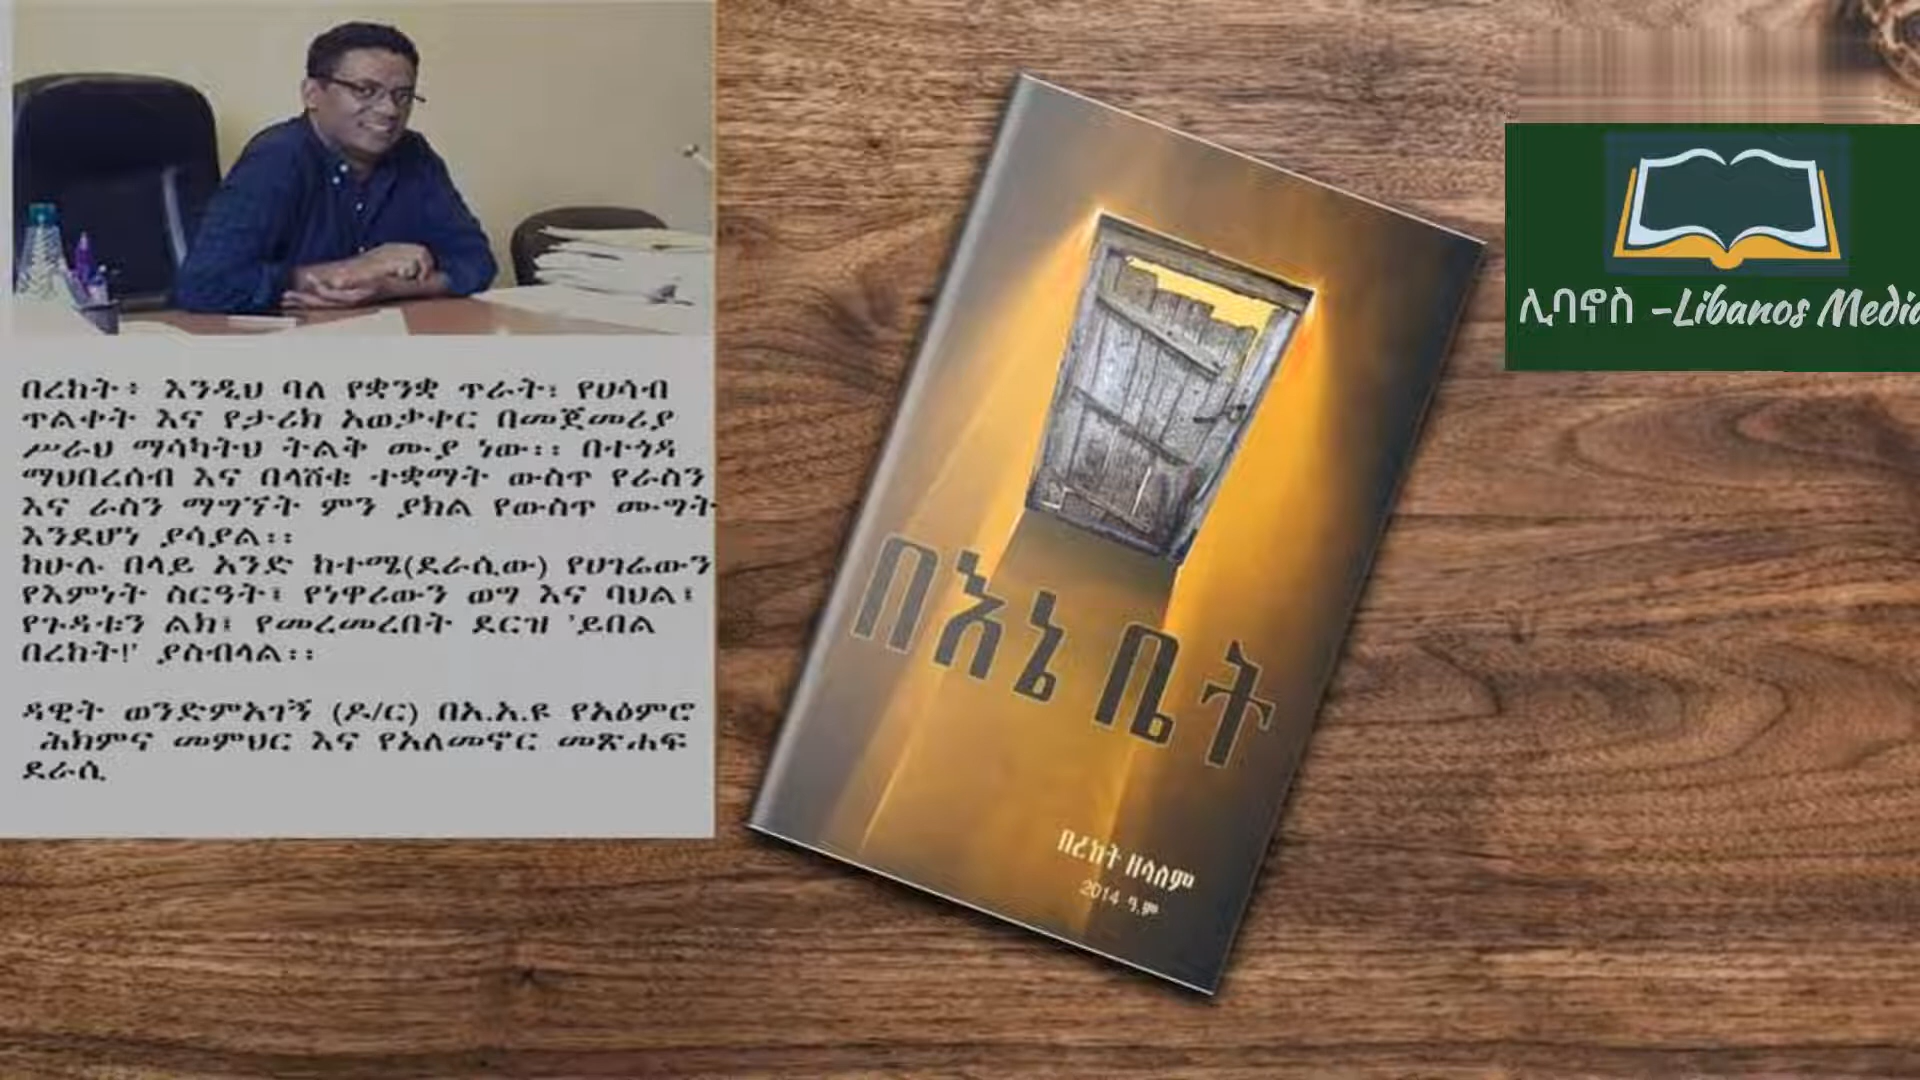 በረከት፥ እንዲህ ባለ የቋንቋ ጥራት፣ የሀሳብ
ጥልቀት እና የታሪክ አወቃቀር በመጀመሪያ
ሥራህ ማሳካትህ ትልቅ ሙያ ነው፡፡ በተጎዳ
ማህበረሰብ እና በላሸቁ ተቋማት ውስጥ የራስን
እና ራስን ማግኘት ምን ያክል የውስጥ ሙግት
እንደሆነ ያሳያል፡፡
ከሁሉ በላይ አንድ ከተሜ(ደራሲው) የሀገሬውን
የእምነት ስርዓት፣ የነዋሪውን ወግ እና ባህል፤
የጉዳቱን ልክ፤ የመረመረበት ደርዝ 'ይበል
በረከት!' ያስብላል፡፡
ዳዊት ወንድምአገኝ (ዶ/ር) በአ.አ.ዩ የአዕምሮ
ሕክምና መምህር እና የአለመኖር መጽሐፍ
ደራሲ
በእኔ ቤት
በረከት ዘላለም
2014 ዓ.ም
ሊባኖስ -Libanos Media